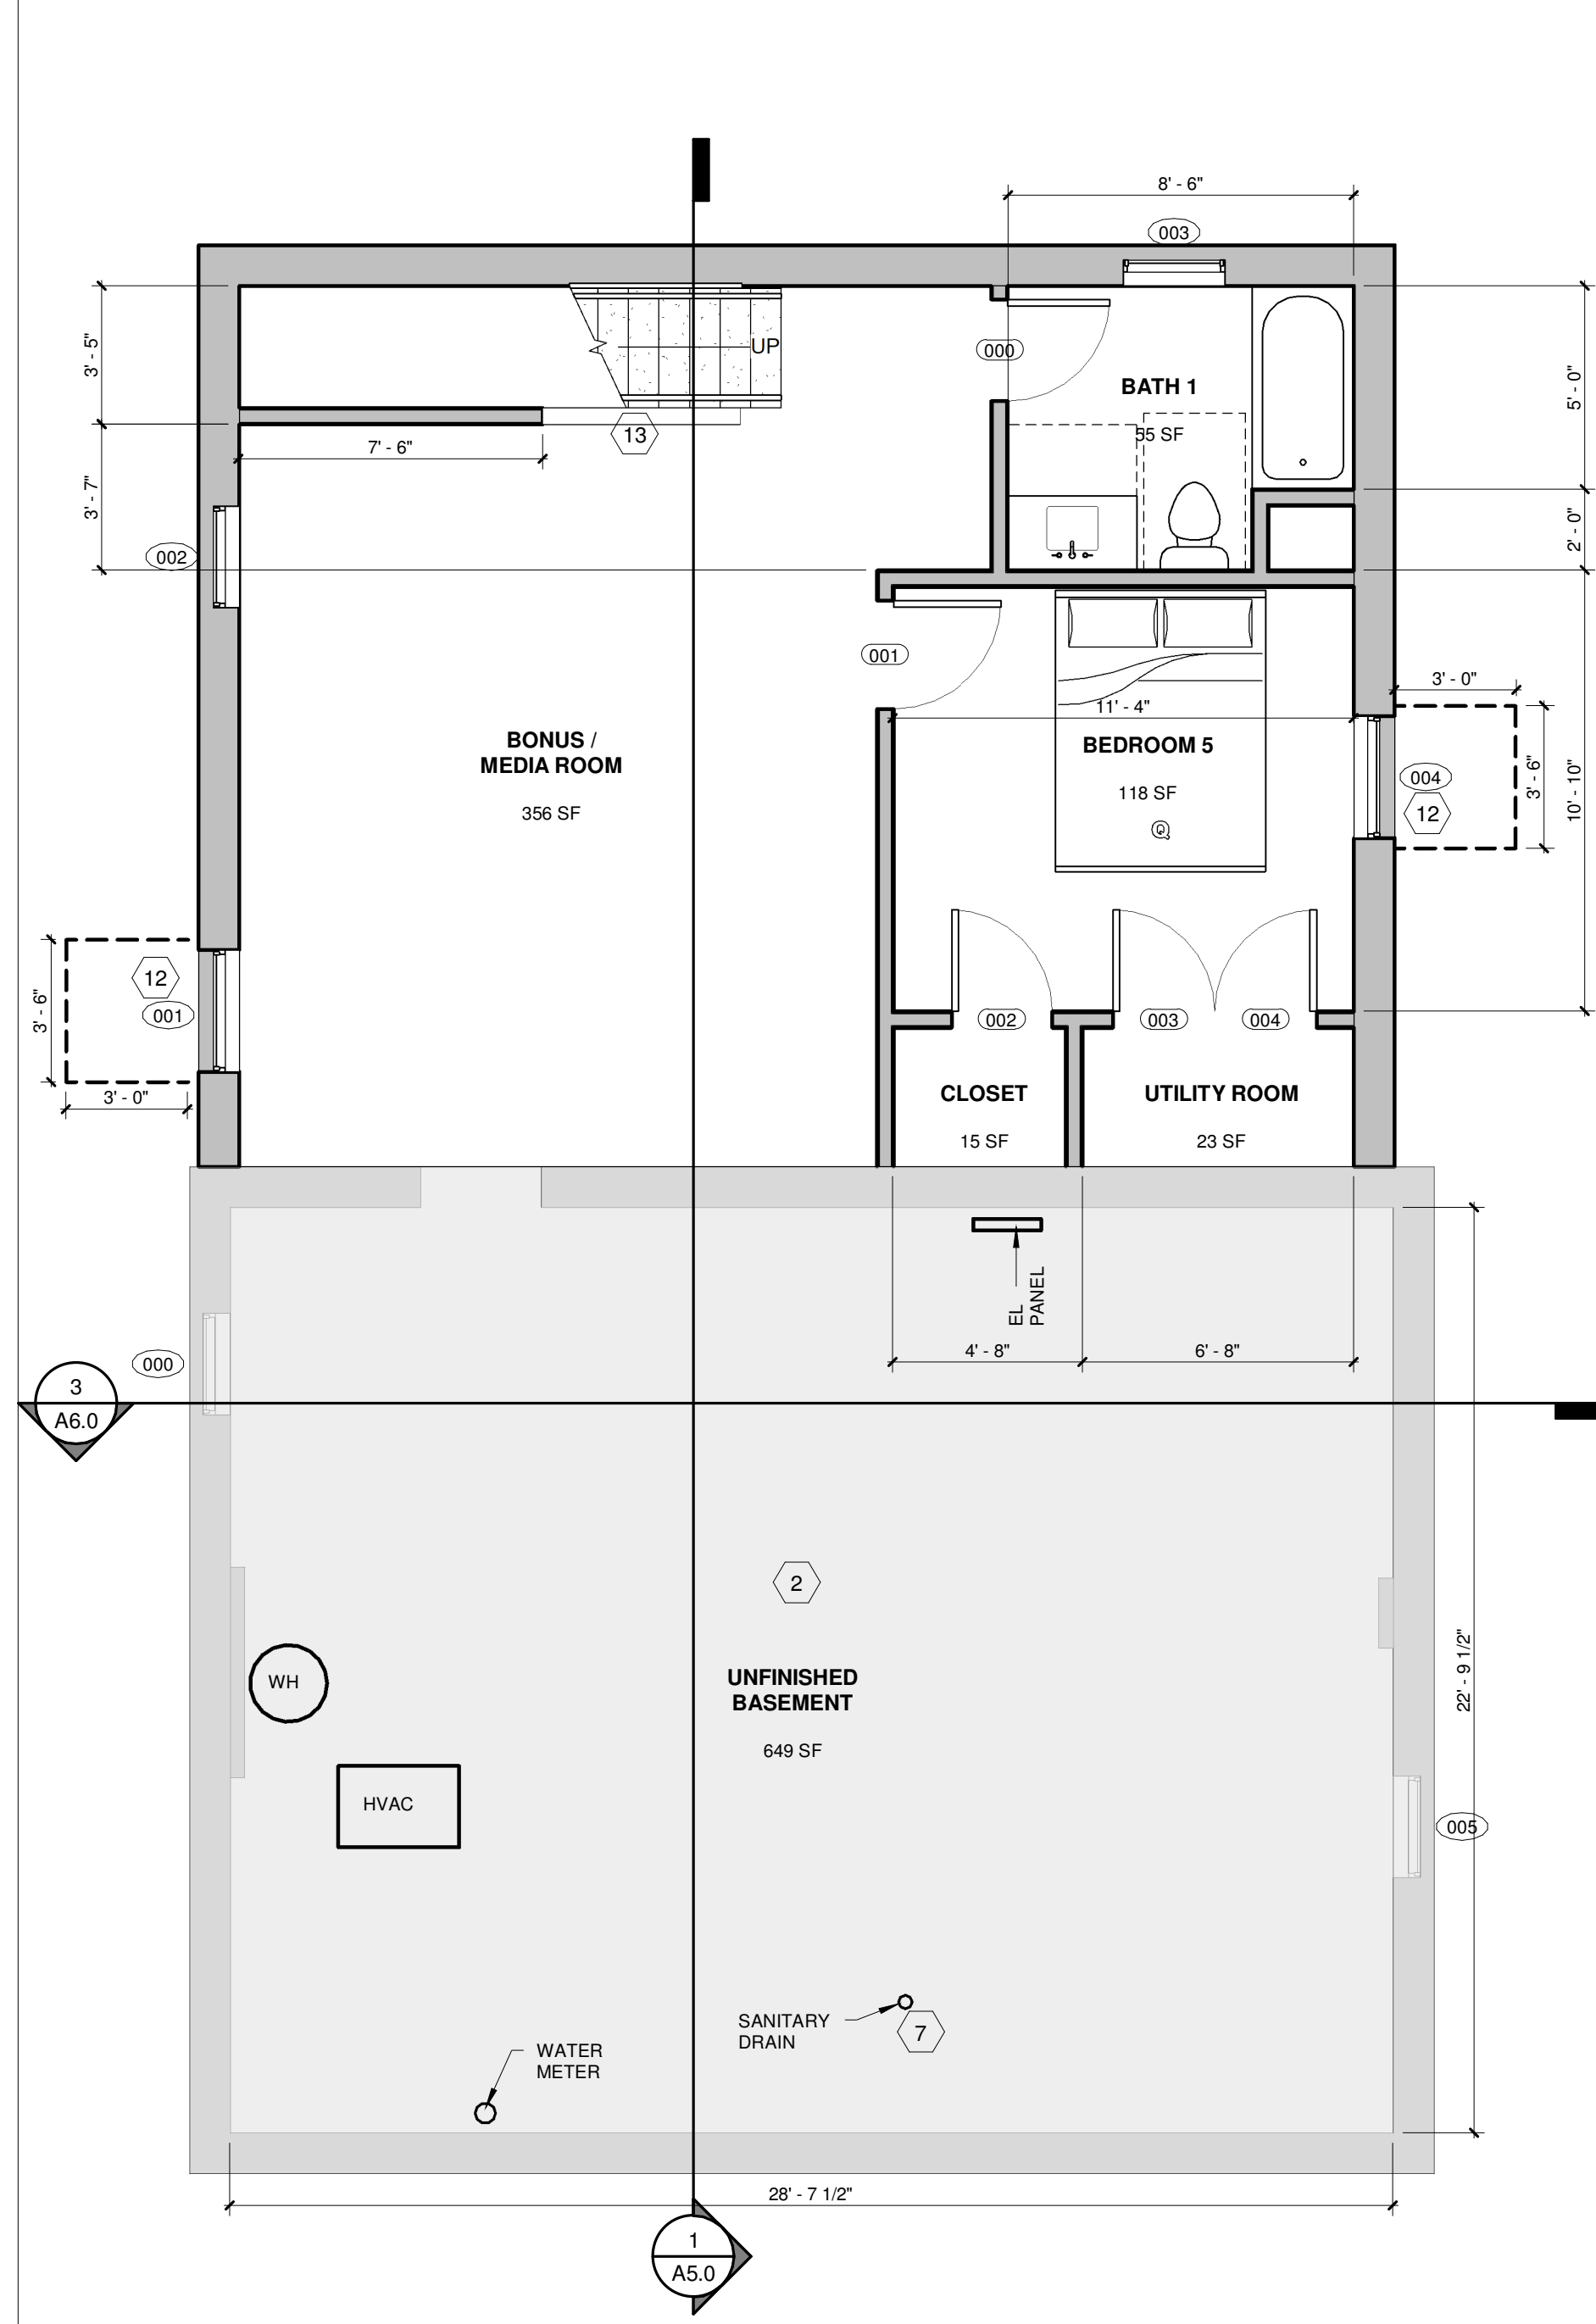 8' - 6"
003
3' - 5"
UP
000
BATH 1
55 SF
5' - 0"
13
7' - 6"
3' - 7"
002
2' - 0"
001
3' - 0"
11' - 4"
BONUS /
MEDIA ROOM
356 SF
BEDROOM 5
118 SF
Q
004
12
3' - 6"
10' - 10"
12
001
3' - 6"
3' - 0"
002
003
004
CLOSET
15 SF
UTILITY ROOM
23 SF
EL
PANEL
4' - 8"
6' - 8"
000
3
A6.0
2
UNFINISHED
BASEMENT
649 SF
WH
HVAC
22' - 9 1/2"
005
SANITARY
DRAIN
7
WATER
METER
28' - 7 1/2"
1
A5.0